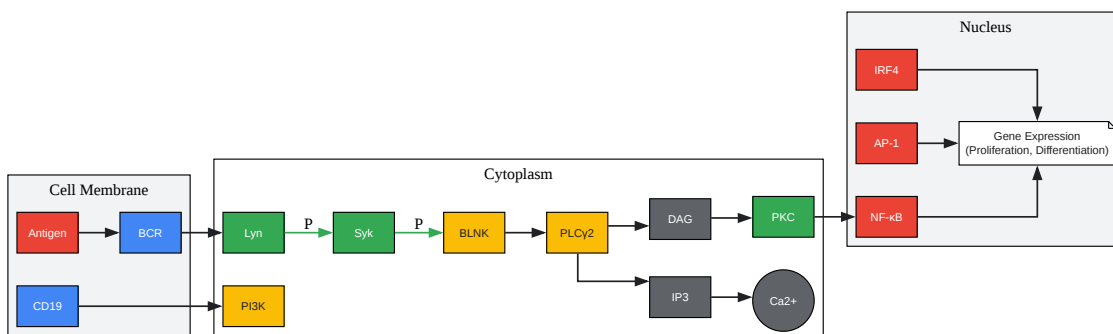 Nucleus
IRF4
AP-1
Gene Expression
(Proliferation, Differentiation)
NF-κB
Cell Membrane
Antigen
BCR
CD19
Cytoplasm
Lyn
P
Syk
P
BLNK
PLCγ2
DAG
PKC
PI3K
IP3
Ca2+